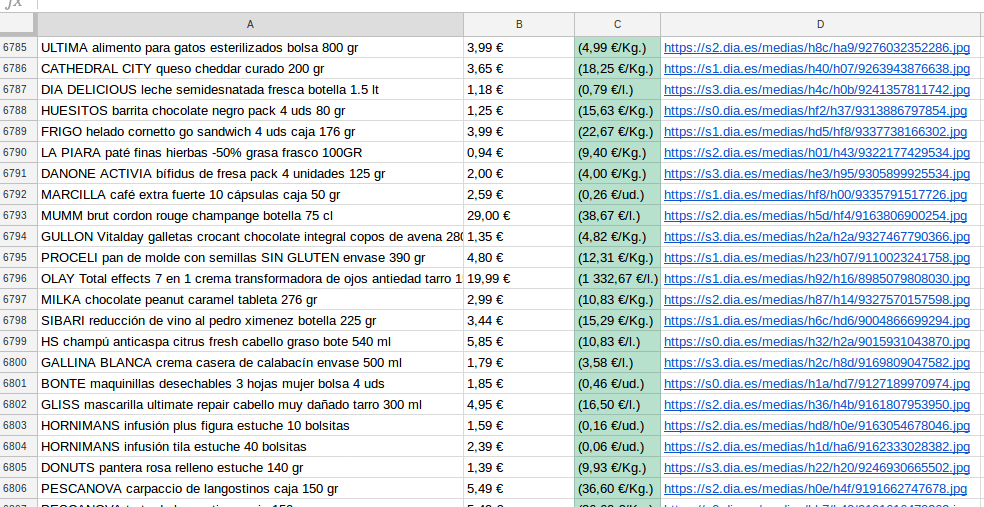 fx
A B C D
6785 ULTIMA alimento para gatos esterilizados bolsa 800 gr 3,99 € (4,99 €/Kg.) https://s2.dia.es/medias/h8c/ha9/9276032352286.jpg
6786 CATHEDRAL CITY queso cheddar curado 200 gr 3,65 € (18,25 €/Kg.) https://s1.dia.es/medias/h40/h07/9263943876638.jpg
6787 DIA DELICIOUS leche semidesnatada fresca botella 1.5 lt 1,18 € (0,79 €/l.) https://s3.dia.es/medias/h4c/h0b/9241357811742.jpg
6788 HUESITOS barrita chocolate negro pack 4 uds 80 gr 1,25 € (15,63 €/Kg.) https://s0.dia.es/medias/hf2/h37/9313886797854.jpg
6789 FRIGO helado cornetto go sandwich 4 uds caja 176 gr 3,99 € (22,67 €/Kg.) https://s1.dia.es/medias/hd5/hf8/9337738166302.jpg
6790 LA PIARA paté finas hierbas -50% grasa frasco 100GR 0,94 € (9,40 €/Kg.) https://s2.dia.es/medias/h01/h43/9322177429534.jpg
6791 DANONE ACTIVIA bífidus de fresa pack 4 unidades 125 gr 2,00 € (4,00 €/Kg.) https://s3.dia.es/medias/he3/h95/9305899925534.jpg
6792 MARCILLA café extra fuerte 10 cápsulas caja 50 gr 2,59 € (0,26 €/ud.) https://s1.dia.es/medias/hf8/h00/9335791517726.jpg
6793 MUMM brut cordon rouge champange botella 75 cl 29,00 € (38,67 €/l.) https://s2.dia.es/medias/h5d/hf4/9163806900254.jpg
6794 GULLON Vitalday galletas crocant chocolate integral copos de avena 280 1,35 € (4,82 €/Kg.) https://s3.dia.es/medias/h2a/h2a/9327467790366.jpg
6795 PROCELI pan de molde con semillas SIN GLUTEN envase 390 gr 4,80 € (12,31 €/Kg.) https://s1.dia.es/medias/h23/h07/9110023241758.jpg
6796 OLAY Total effects 7 en 1 crema transformadora de ojos antiedad tarro 1 19,99 € (1 332,67 €/l.) https://s1.dia.es/medias/h92/h16/8985079808030.jpg
6797 MILKA chocolate peanut caramel tableta 276 gr 2,99 € (10,83 €/Kg.) https://s2.dia.es/medias/h87/h14/9327570157598.jpg
6798 SIBARI reducción de vino al pedro ximenez botella 225 gr 3,44 € (15,29 €/Kg.) https://s1.dia.es/medias/h6c/hd6/9004866699294.jpg
6799 HS champú anticaspa citrus fresh cabello graso bote 540 ml 5,85 € (10,83 €/l.) https://s0.dia.es/medias/h32/h2a/9015931043870.jpg
6800 GALLINA BLANCA crema casera de calabacín envase 500 ml 1,79 € (3,58 €/l.) https://s3.dia.es/medias/h2c/h8d/9169809047582.jpg
6801 BONTE maquinillas desechables 3 hojas mujer bolsa 4 uds 1,85 € (0,46 €/ud.) https://s0.dia.es/medias/h1a/hd7/9127189970974.jpg
6802 GLISS mascarilla ultimate repair cabello muy dañado tarro 300 ml 4,95 € (16,50 €/l.) https://s2.dia.es/medias/h36/h4b/9161807953950.jpg
6803 HORNIMANS infusión plus figura estuche 10 bolsitas 1,59 € (0,16 €/ud.) https://s2.dia.es/medias/hd8/h0e/9163054678046.jpg
6804 HORNIMANS infusión tila estuche 40 bolsitas 2,39 € (0,06 €/ud.) https://s2.dia.es/medias/h1d/ha6/9162333028382.jpg
6805 DONUTS pantera rosa relleno estuche 140 gr 1,39 € (9,93 €/Kg.) https://s3.dia.es/medias/h22/h20/9246930665502.jpg
6806 PESCANOVA carpaccio de langostinos caja 150 gr 5,49 € (36,60 €/Kg.) https://s2.dia.es/medias/h0e/h4f/9191662747678.jpg